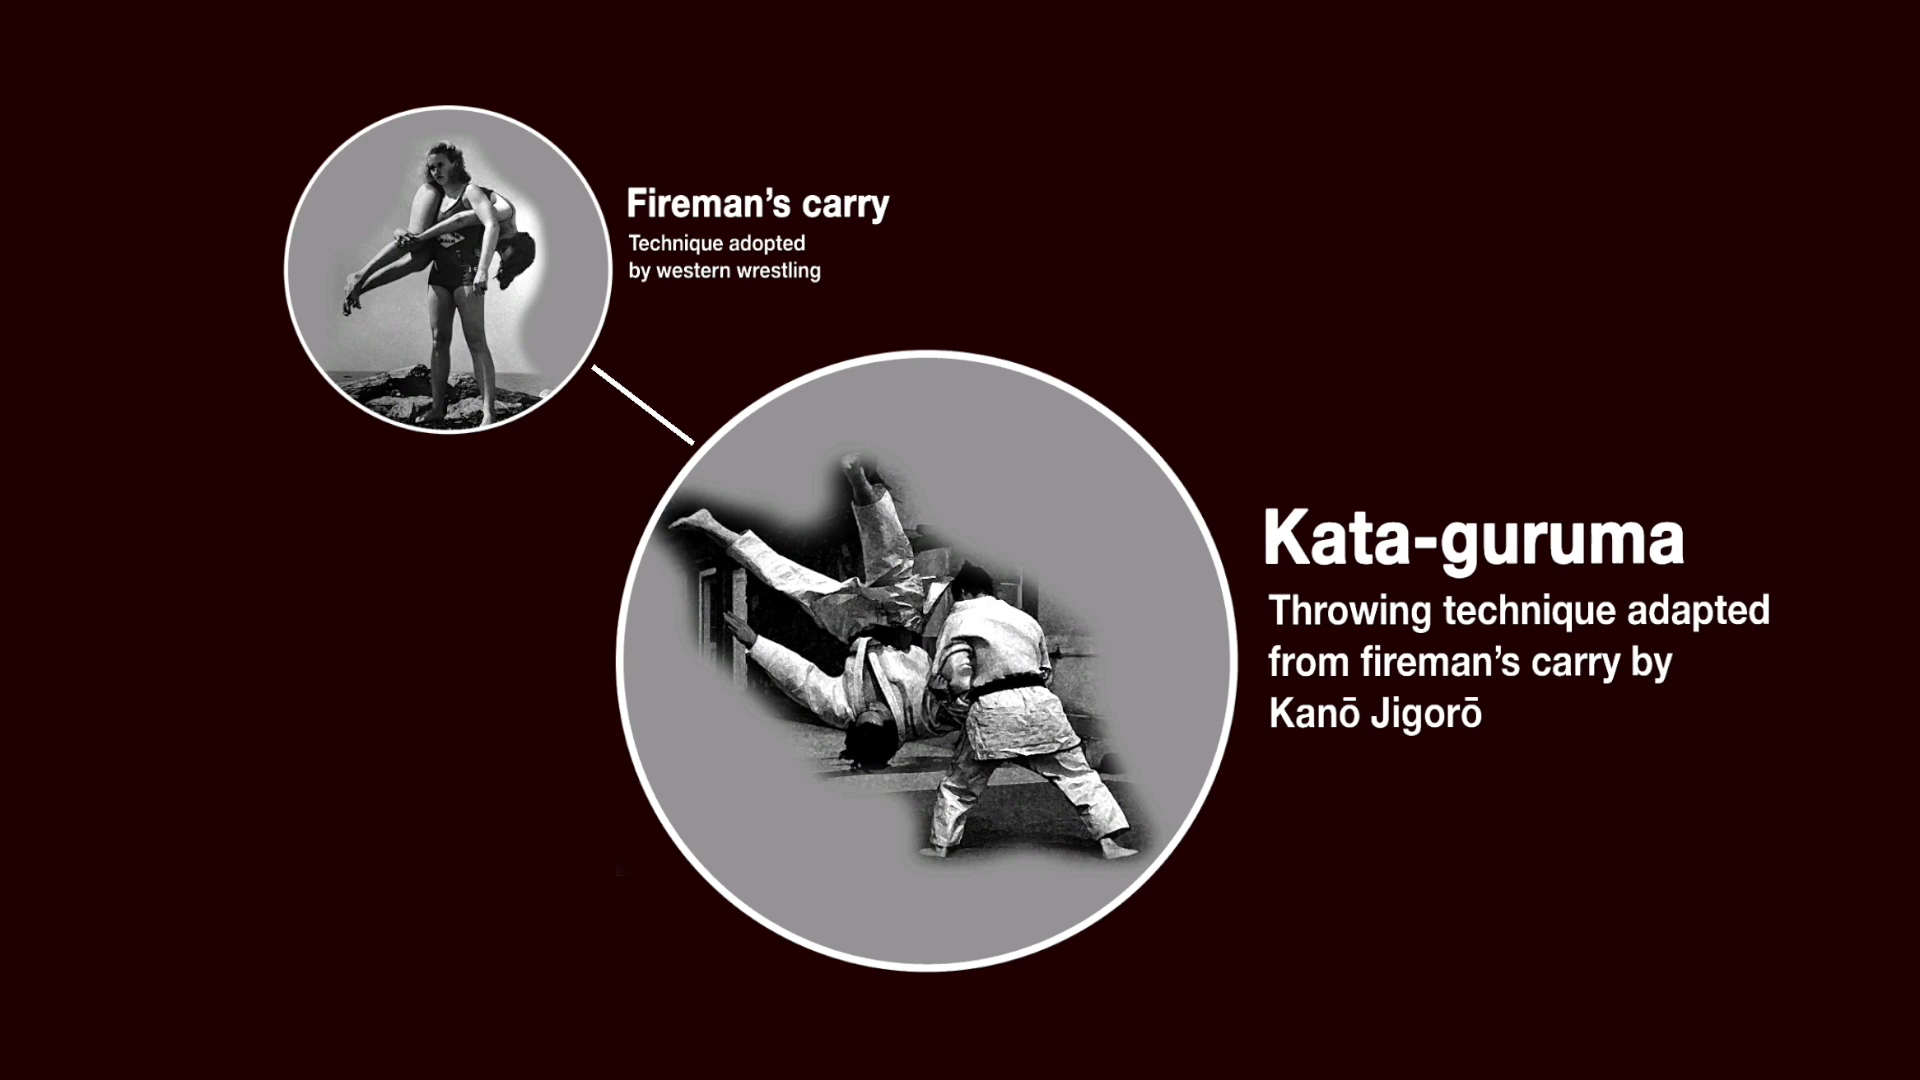 Fireman’s carry
Technique adopted
by western wrestling
Kata-guruma
Throwing technique adapted
from fireman’s carry by
Kanō Jigorō